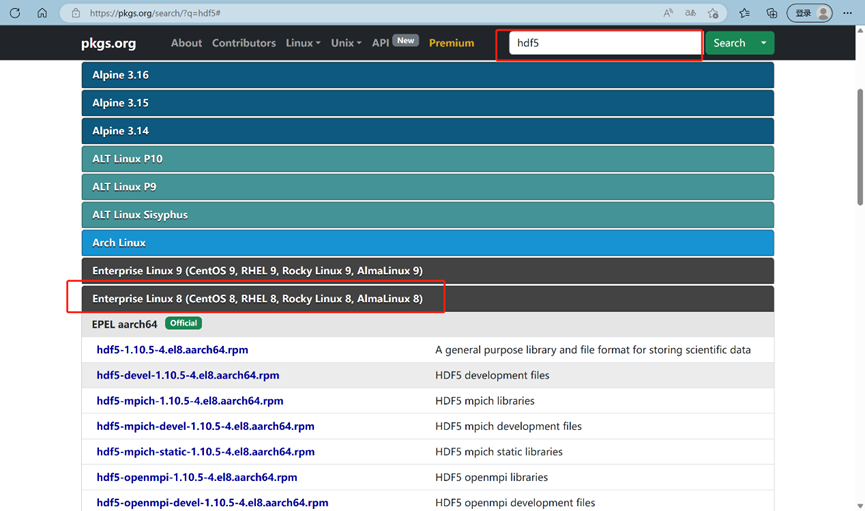 https://pkgs.org/search/?q=hdf5#
登录
pkgs.org About Contributors Linux Unix API New Premium hdf5 Search
Alpine 3.16
Alpine 3.15
Alpine 3.14
ALT Linux P10
ALT Linux P9
ALT Linux Sisyphus
Arch Linux
Enterprise Linux 9 (CentOS 9, RHEL 9, Rocky Linux 9, AlmaLinux 9)
Enterprise Linux 8 (CentOS 8, RHEL 8, Rocky Linux 8, AlmaLinux 8)
EPEL aarch64 Official
hdf5-1.10.5-4.el8.aarch64.rpm A general purpose library and file format for storing scientific data
hdf5-devel-1.10.5-4.el8.aarch64.rpm HDF5 development files
hdf5-mpich-1.10.5-4.el8.aarch64.rpm HDF5 mpich libraries
hdf5-mpich-devel-1.10.5-4.el8.aarch64.rpm HDF5 mpich development files
hdf5-mpich-static-1.10.5-4.el8.aarch64.rpm HDF5 mpich static libraries
hdf5-openmpi-1.10.5-4.el8.aarch64.rpm HDF5 openmpi libraries
hdf5-openmpi-devel-1.10.5-4.el8.aarch64.rpm HDF5 openmpi development files